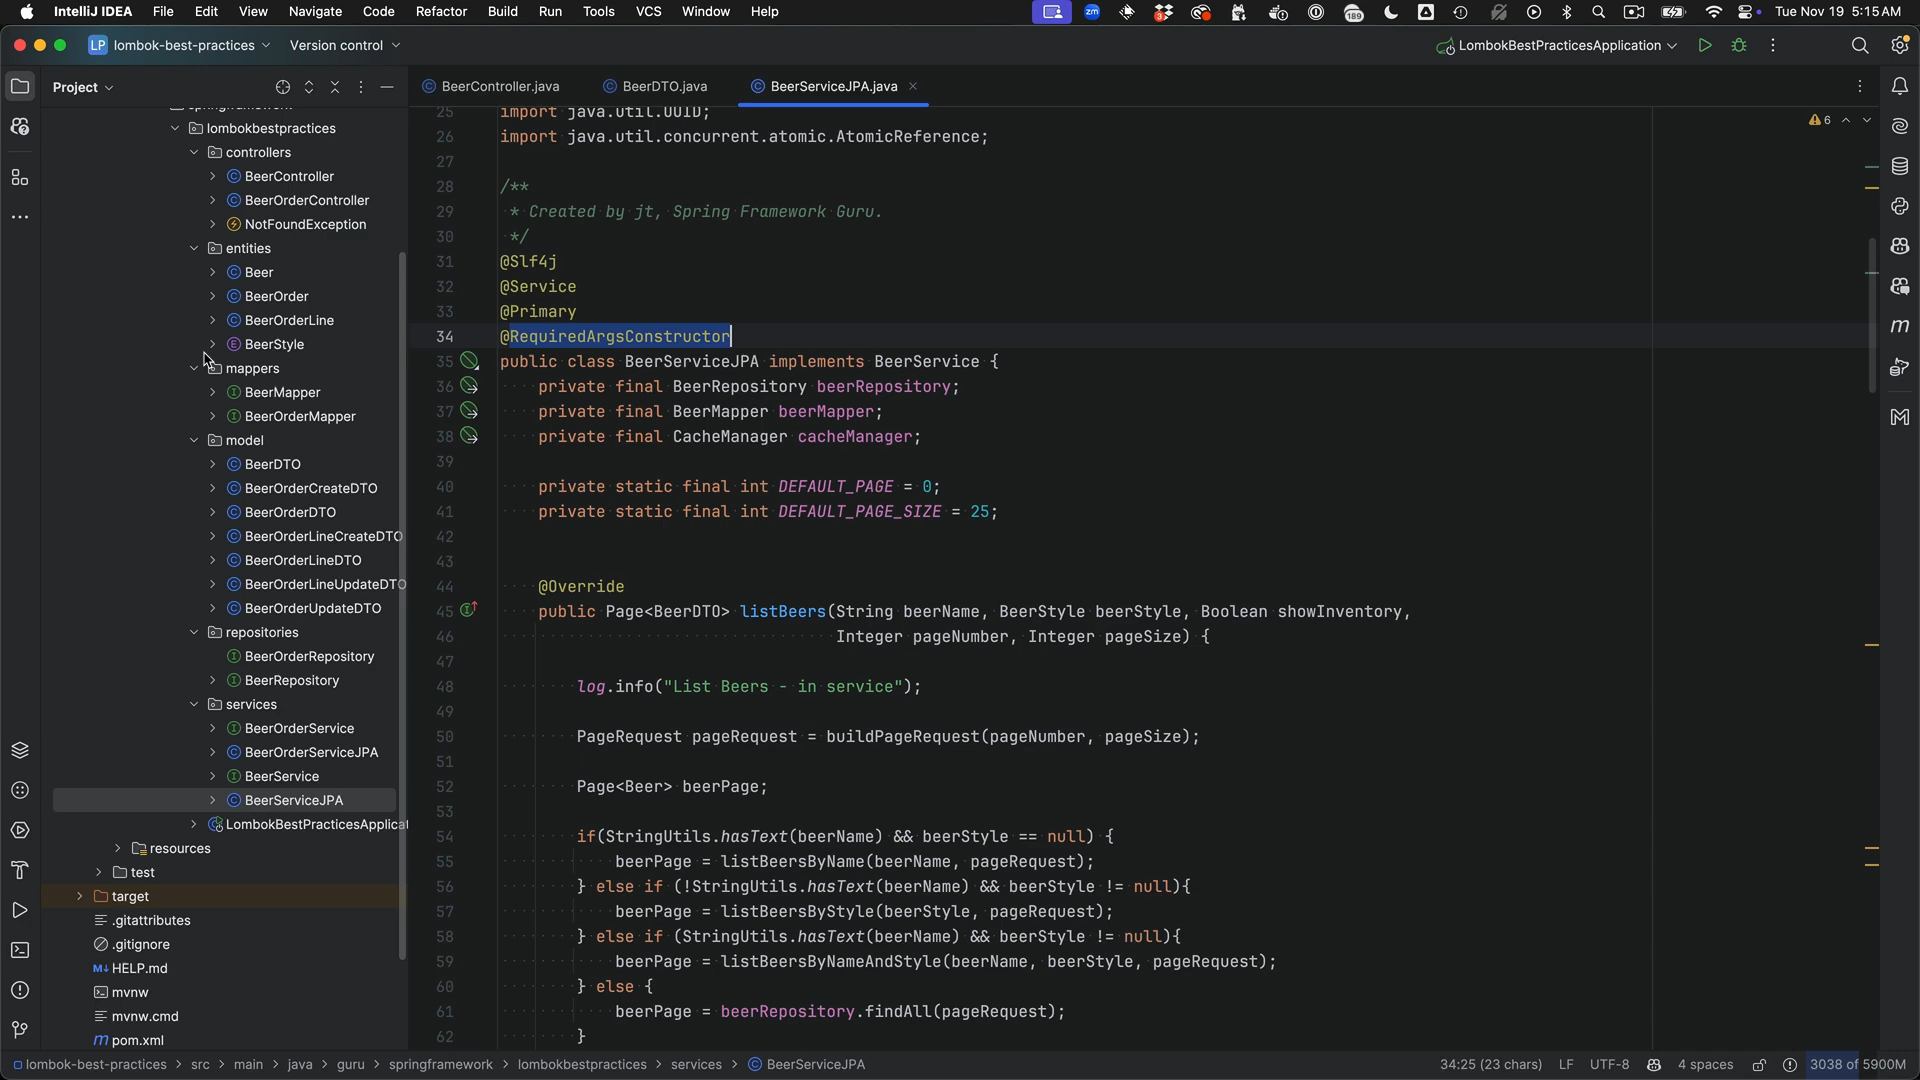 IntelliJ IDEA File Edit View Navigate Code Refactor Build Run Tools VCS Window Help zm 3 189 Tue Nov 19 5:15 AM
LP lombok-best-practices Version control LombokBestPracticesApplication
Project
BeerController.java BeerDTO.java BeerServiceJPA.java
lombokbestpractices
controllers
BeerController
BeerOrderController
NotFoundException
entities
Beer
BeerOrder
BeerOrderLine
BeerStyle
mappers
BeerMapper
BeerOrderMapper
model
BeerDTO
BeerOrderCreateDTO
BeerOrderDTO
BeerOrderLineCreateDTO
BeerOrderLineDTO
BeerOrderLineUpdateDTO
BeerOrderUpdateDTO
repositories
BeerOrderRepository
BeerRepository
services
BeerOrderService
BeerOrderServiceJPA
BeerService
BeerServiceJPA
LombokBestPracticesApplicat
resources
test
target
.gitattributes
.gitignore
HELP.md
mvnw
mvnw.cmd
pom.xml
6
25 import java.util.UUID;
26 import java.util.concurrent.atomic.AtomicReference;
27
28 /**
29 * Created by jt, Spring Framework Guru.
30 */
31 @Slf4j
32 @Service
33 @Primary
34 @RequiredArgsConstructor
35 public class BeerServiceJPA implements BeerService {
36 private final BeerRepository beerRepository;
37 private final BeerMapper beerMapper;
38 private final CacheManager cacheManager;
39
40 private static final int DEFAULT_PAGE = 0;
41 private static final int DEFAULT_PAGE_SIZE = 25;
42
43
44 @Override
45 public Page<BeerDTO> listBeers(String beerName, BeerStyle beerStyle, Boolean showInventory,
46 Integer pageNumber, Integer pageSize) {
47
48 log.info("List Beers - in service");
49
50 PageRequest pageRequest = buildPageRequest(pageNumber, pageSize);
51
52 Page<Beer> beerPage;
53
54 if(StringUtils.hasText(beerName) && beerStyle == null) {
55 beerPage = listBeersByName(beerName, pageRequest);
56 } else if (!StringUtils.hasText(beerName) && beerStyle != null){
57 beerPage = listBeersByStyle(beerStyle, pageRequest);
58 } else if (StringUtils.hasText(beerName) && beerStyle != null){
59 beerPage = listBeersByNameAndStyle(beerName, beerStyle, pageRequest);
60 } else {
61 beerPage = beerRepository.findAll(pageRequest);
62 }
lombok-best-practices > src > main > java > guru > springframework > lombokbestpractices > services > BeerServiceJPA 34:25 (23 chars) LF UTF-8 4 spaces 3038 of 5900M